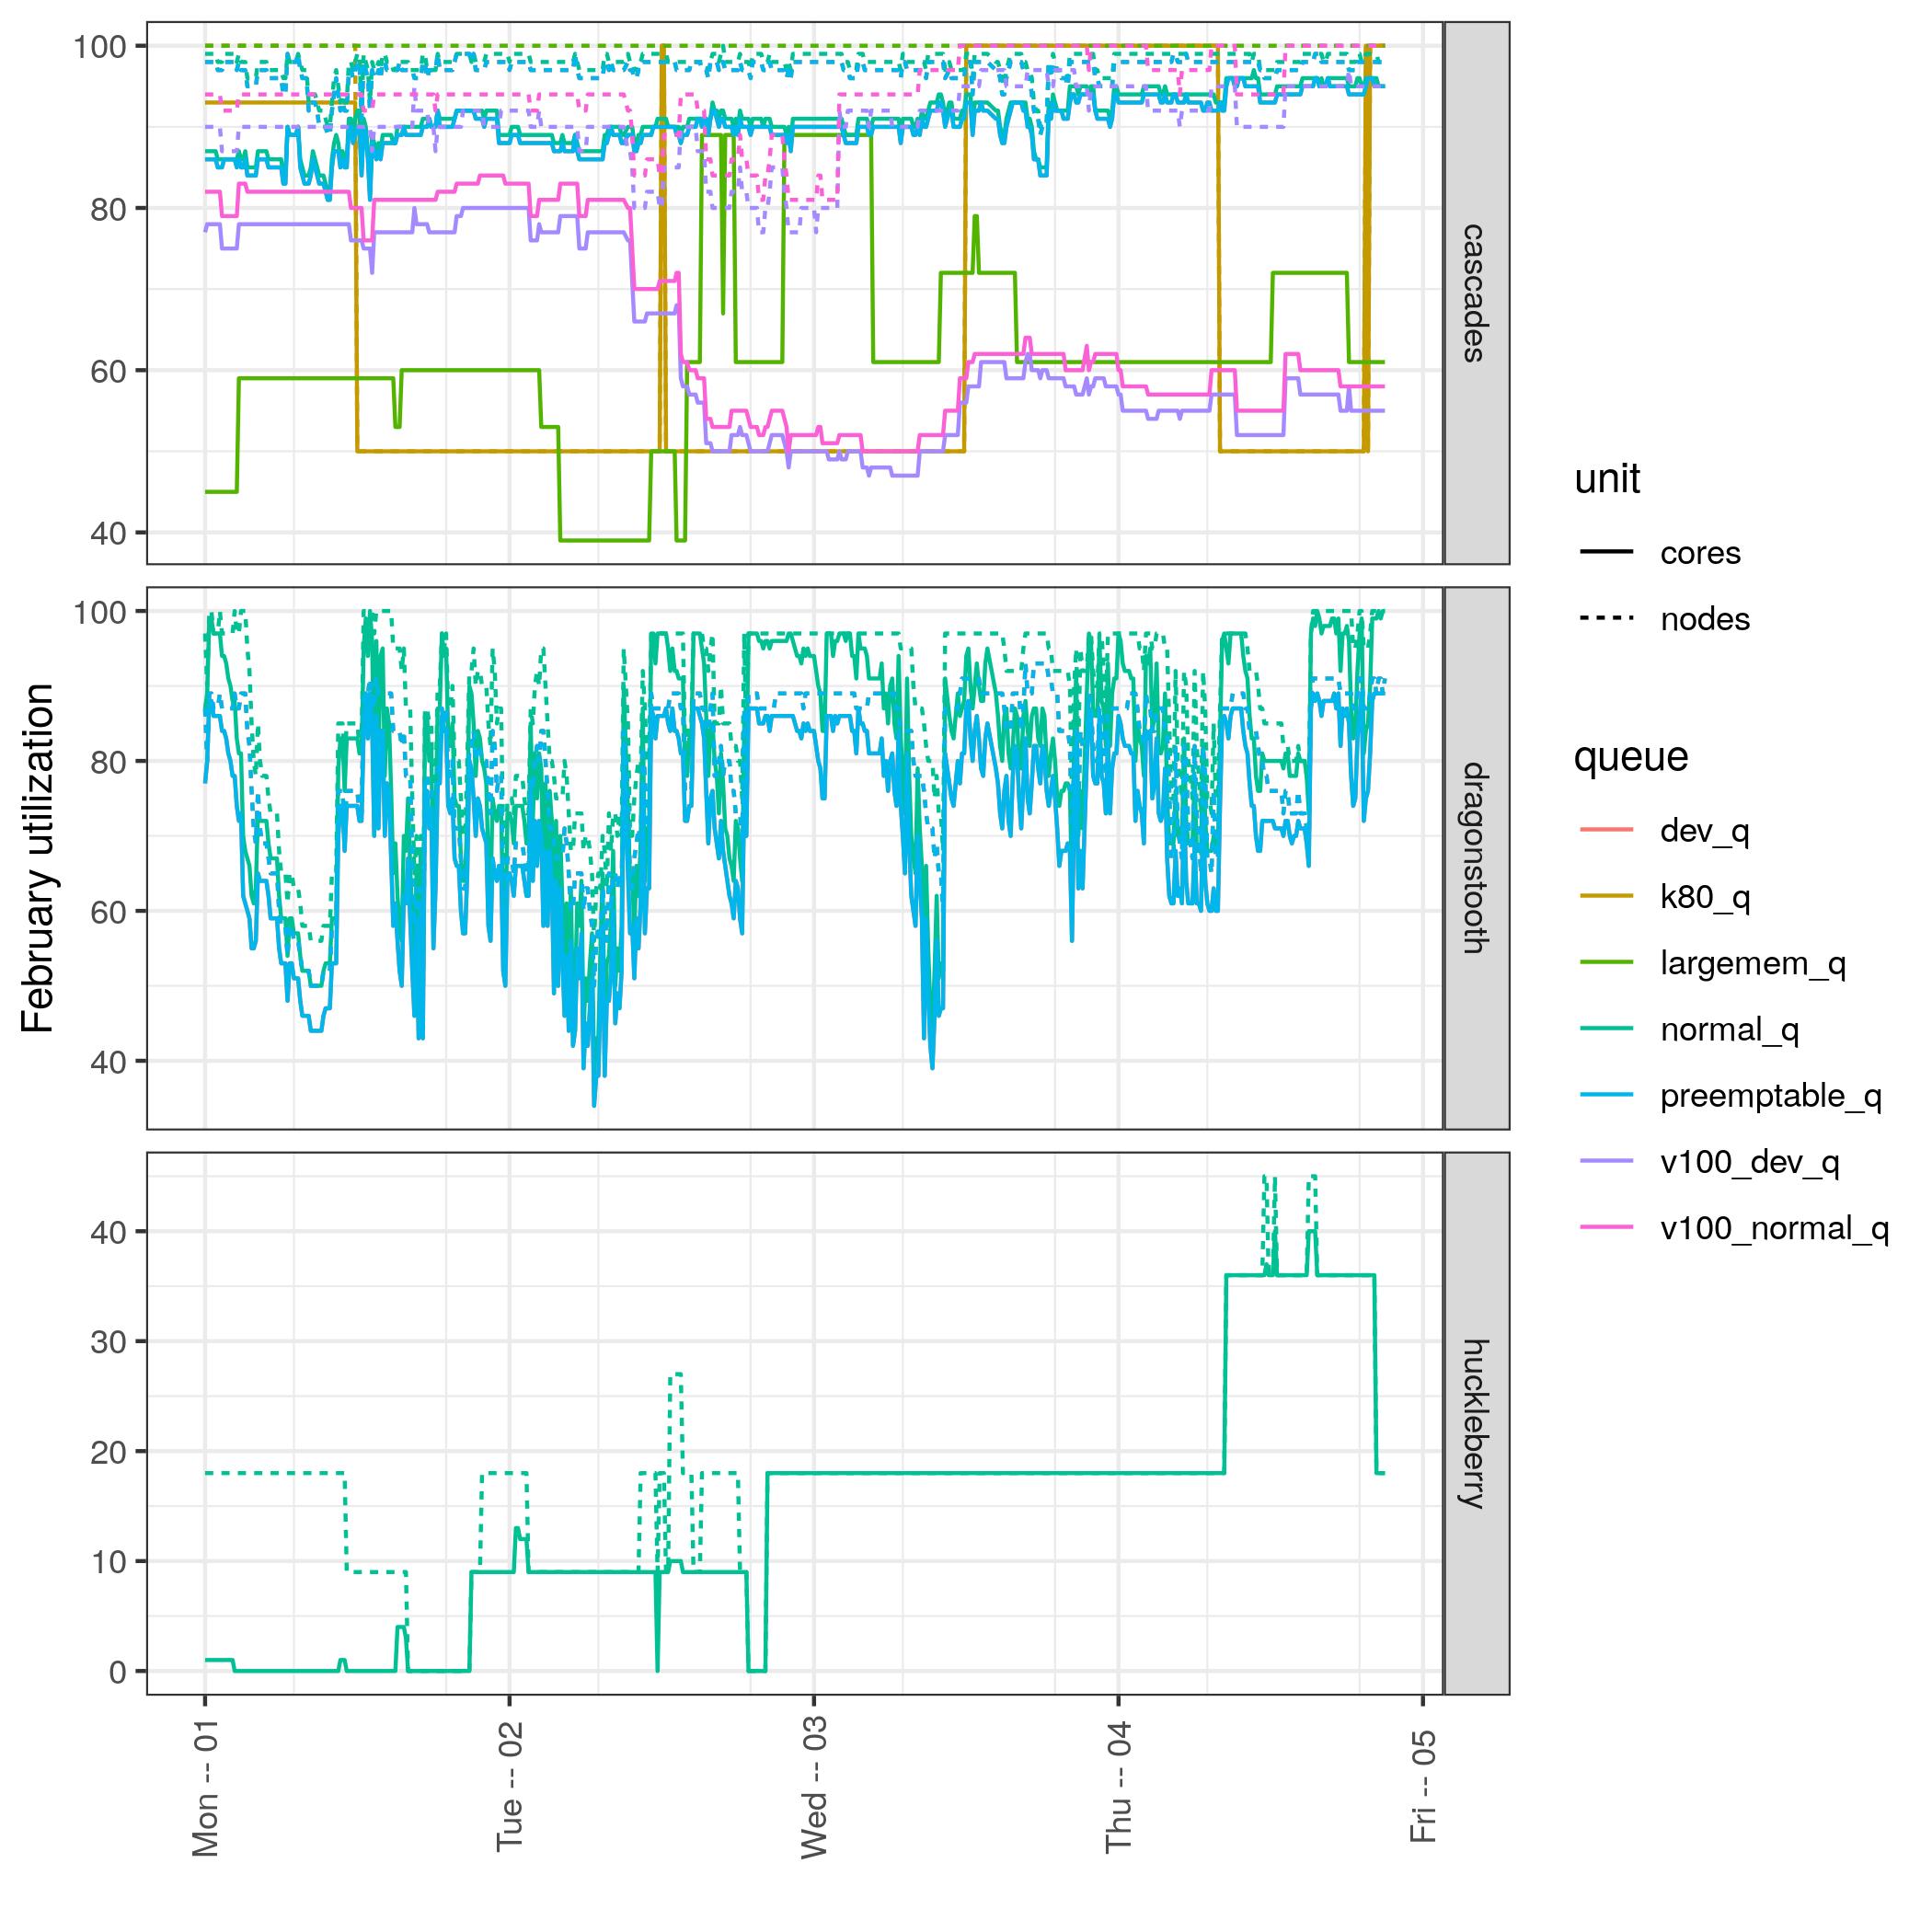 February utilization
100
80
60
40
cascades
100
80
60
40
dragonstooth
40
30
20
10
0
huckleberry
Mon -- 01
Tue -- 02
Wed -- 03
Thu -- 04
Fri -- 05
unit
cores
nodes
queue
dev_q
k80_q
largemem_q
normal_q
preemptable_q
v100_dev_q
v100_normal_q